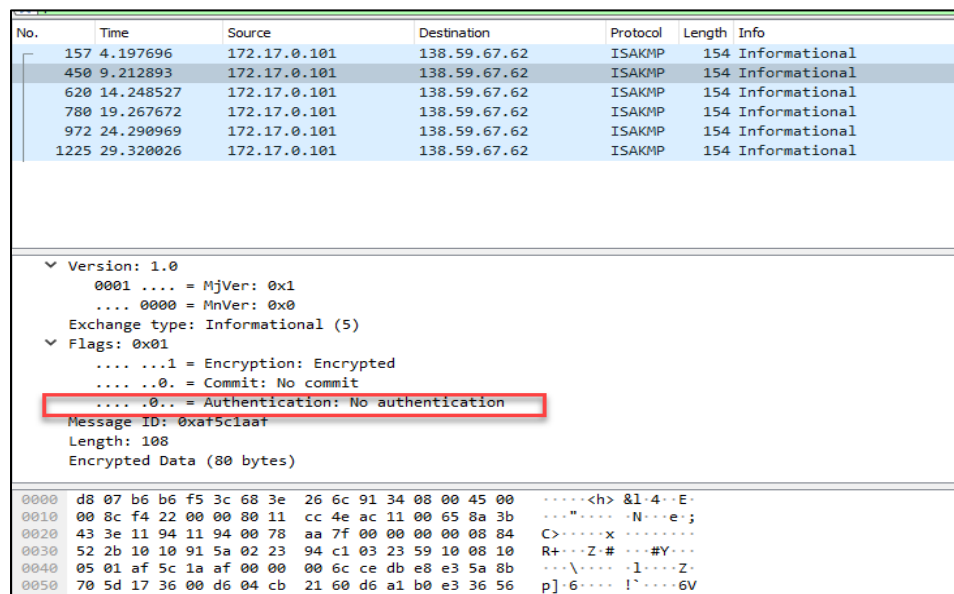 No. Time Source Destination Protocol Length Info
157 4.197696 172.17.0.101 138.59.67.62 ISAKMP 154 Informational
450 9.212893 172.17.0.101 138.59.67.62 ISAKMP 154 Informational
620 14.248527 172.17.0.101 138.59.67.62 ISAKMP 154 Informational
780 19.267672 172.17.0.101 138.59.67.62 ISAKMP 154 Informational
972 24.290969 172.17.0.101 138.59.67.62 ISAKMP 154 Informational
1225 29.320026 172.17.0.101 138.59.67.62 ISAKMP 154 Informational
Version: 1.0
0001 .... = MjVer: 0x1
.... 0000 = MnVer: 0x0
Exchange type: Informational (5)
Flags: 0x01
.... ...1 = Encryption: Encrypted
.... ..0. = Commit: No commit
.... .0.. = Authentication: No authentication
Message ID: 0xaf5c1aaf
Length: 108
Encrypted Data (80 bytes)
0000 d8 07 b6 b6 f5 3c 68 3e 26 6c 91 34 08 00 45 00 ·····<h> &l·4··E·
0010 00 8c f4 22 00 00 80 11 cc 4e ac 11 00 65 8a 3b ···"···· ·N···e·;
0020 43 3e 11 94 11 94 00 78 aa 7f 00 00 00 00 08 84 C>·····x ········
0030 52 2b 10 10 91 5a 02 23 94 c1 03 23 59 10 08 10 R+···Z·# ···#Y···
0040 05 01 af 5c 1a af 00 00 00 6c ce db e8 e3 5a 8b ···\···· ·l····Z·
0050 70 5d 17 36 00 d6 04 cb 21 60 d6 a1 b0 e3 36 56 p]·6···· !`····6V